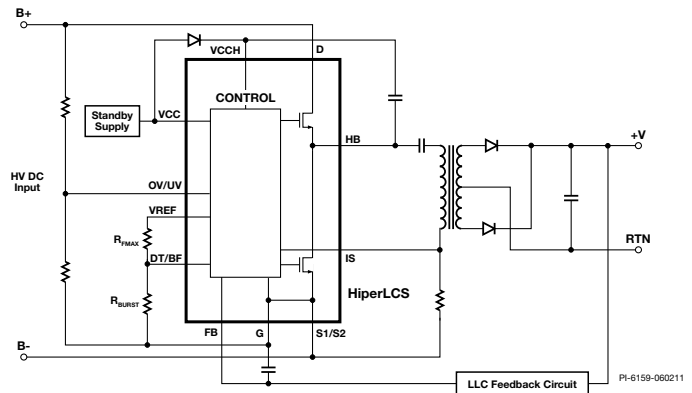 B+
VCCH
D
CONTROL
Standby
Supply
VCC
HB
+V
HV DC
Input
OV/UV
VREF
RFMAX
DT/BF
IS
RTN
HiperLCS
RBURST
FB
G
S1/S2
B-
LLC Feedback Circuit
PI-6159-060211